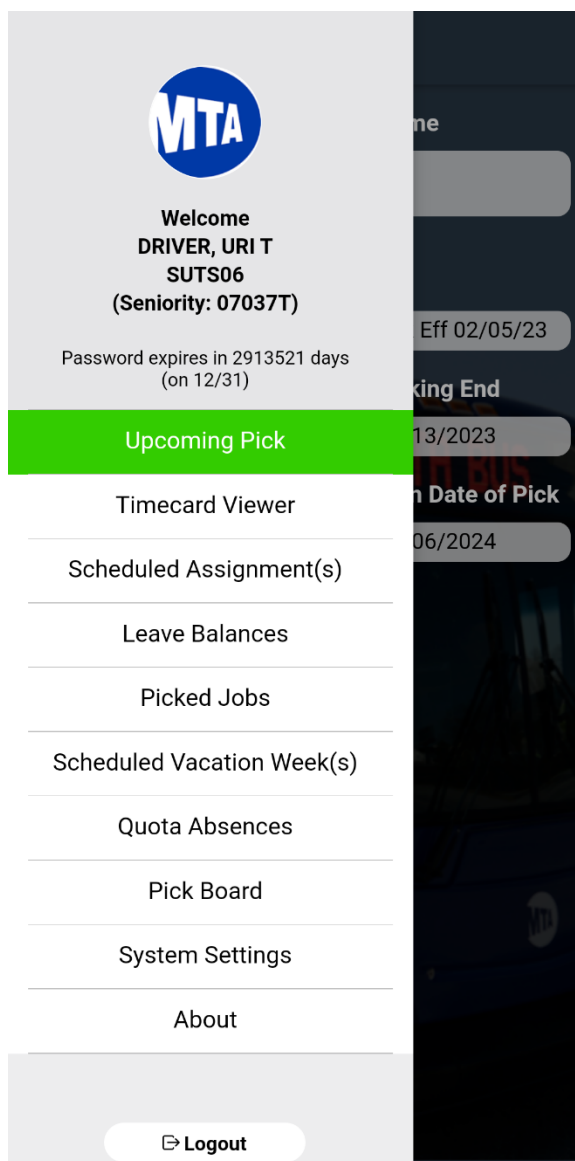 MTA
Welcome
DRIVER, URI T
SUTS06
(Seniority: 07037T)
Password expires in 2913521 days
(on 12/31)
Upcoming Pick
Timecard Viewer
Scheduled Assignment(s)
Leave Balances
Picked Jobs
Scheduled Vacation Week(s)
Quota Absences
Pick Board
System Settings
About
Logout
Eff 02/05/23
End
13/2023
Date of Pick
06/2024
BUS
MTA